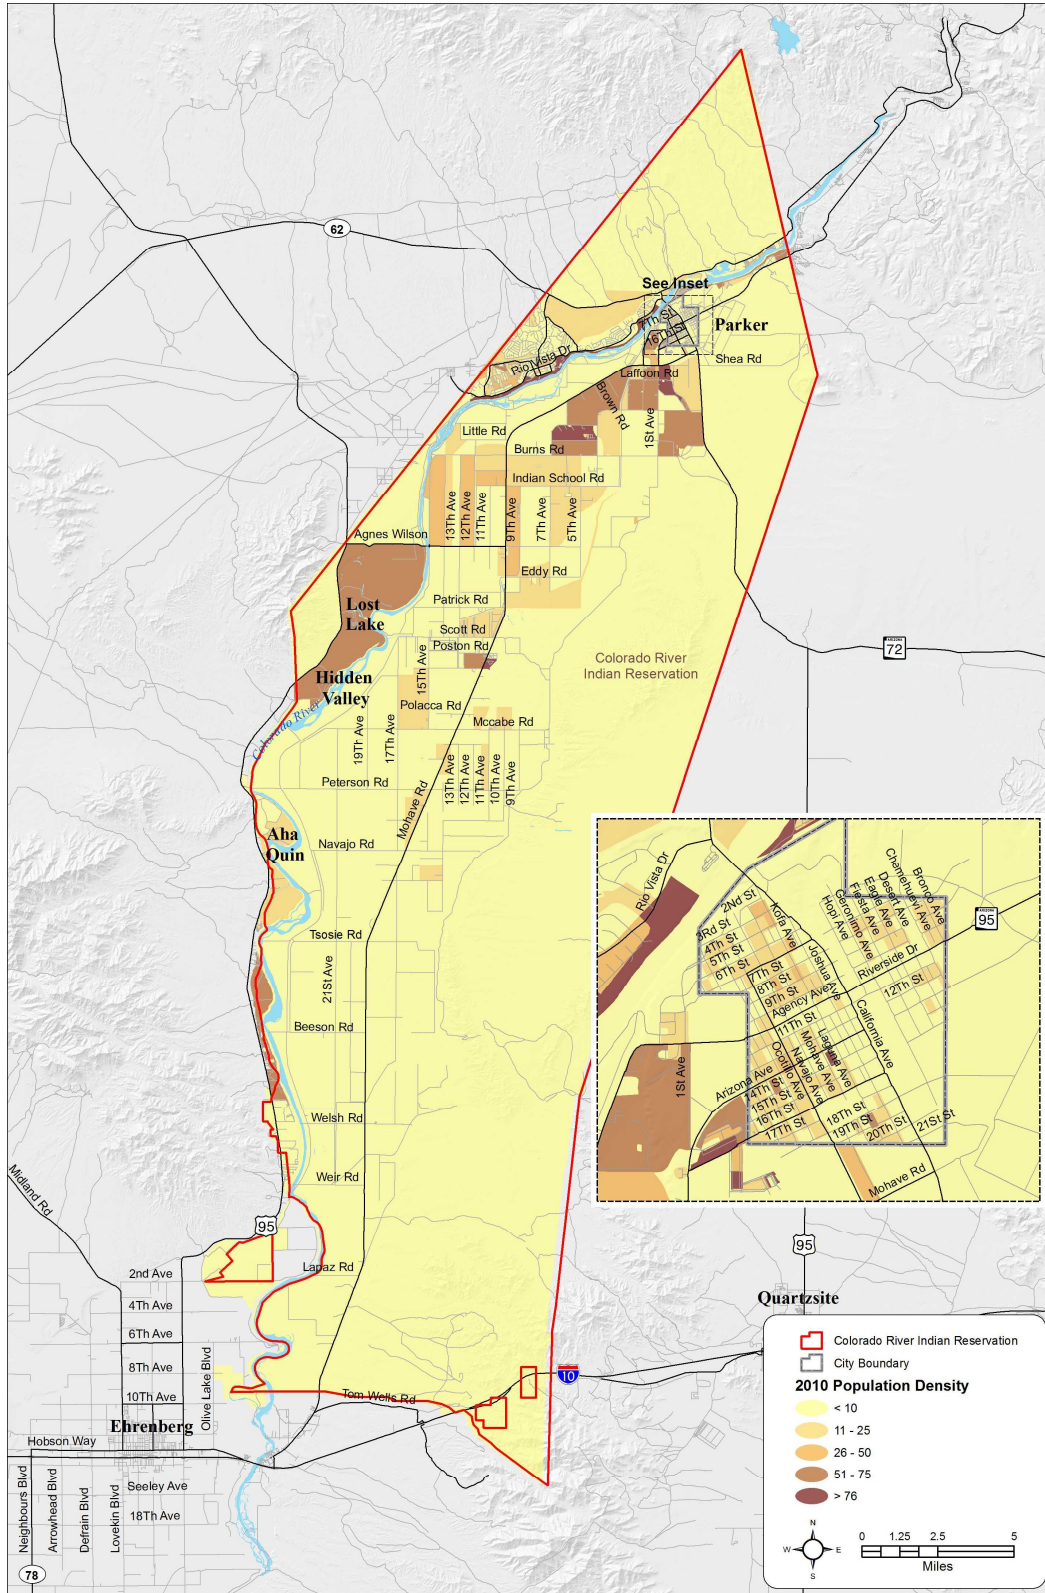 62
See Inset
7Th St
16Th St
Parker
Rio Vista Dr
Shea Rd
Laffoon Rd
Brown Rd
1St Ave
Little Rd
Burns Rd
Indian School Rd
13Th Ave
12Th Ave
11Th Ave
9Th Ave
7Th Ave
5Th Ave
Agnes Wilson
Eddy Rd
Lost
Lake
Patrick Rd
Scott Rd
Poston Rd
ARIZONA
72
Colorado River
Indian Reservation
Hidden
Valley
15Th Ave
Polacca Rd
Mccabe Rd
Colorado River
19Th Ave
17Th Ave
Peterson Rd
13Th Ave
12Th Ave
11Th Ave
10Th Ave
9Th Ave
Mohave Rd
Aha
Quin
Navajo Rd
Tsosie Rd
21St Ave
Beeson Rd
Welsh Rd
Weir Rd
Midland Rd
95
Lapaz Rd
2nd Ave
4Th Ave
6Th Ave
8Th Ave
10Th Ave
Olive Lake Blvd
Tom Wells Rd
10
Ehrenberg
Hobson Way
Neighbours Blvd
Arrowhead Blvd
Defrain Blvd
Lovekin Blvd
Seeley Ave
18Th Ave
78
95
Quartzsite
Rio Vista Dr
2Nd St
3Rd St
4Th St
5Th St
6Th St
Kofa Ave
7Th St
8Th St
9Th St
Agency Ave
11Th St
Joshua Ave
Hopi Ave
Geronimo Ave
Fiesta Ave
Eagle Ave
Desert Ave
Chamehuevi Ave
Bronco Ave
ARIZONA
95
Riverside Dr
12Th St
California Ave
1St Ave
Arizona Ave
Laguna Ave
Mohave Ave
Navajo Ave
Ocotillo Ave
14Th St
15Th St
16Th St
17Th St
18Th St
19Th St
20Th St
21St St
Mohave Rd
Colorado River Indian Reservation
City Boundary
2010 Population Density
< 10
11 - 25
26 - 50
51 - 75
> 76
N
W
E
S
0 1.25 2.5 5
Miles